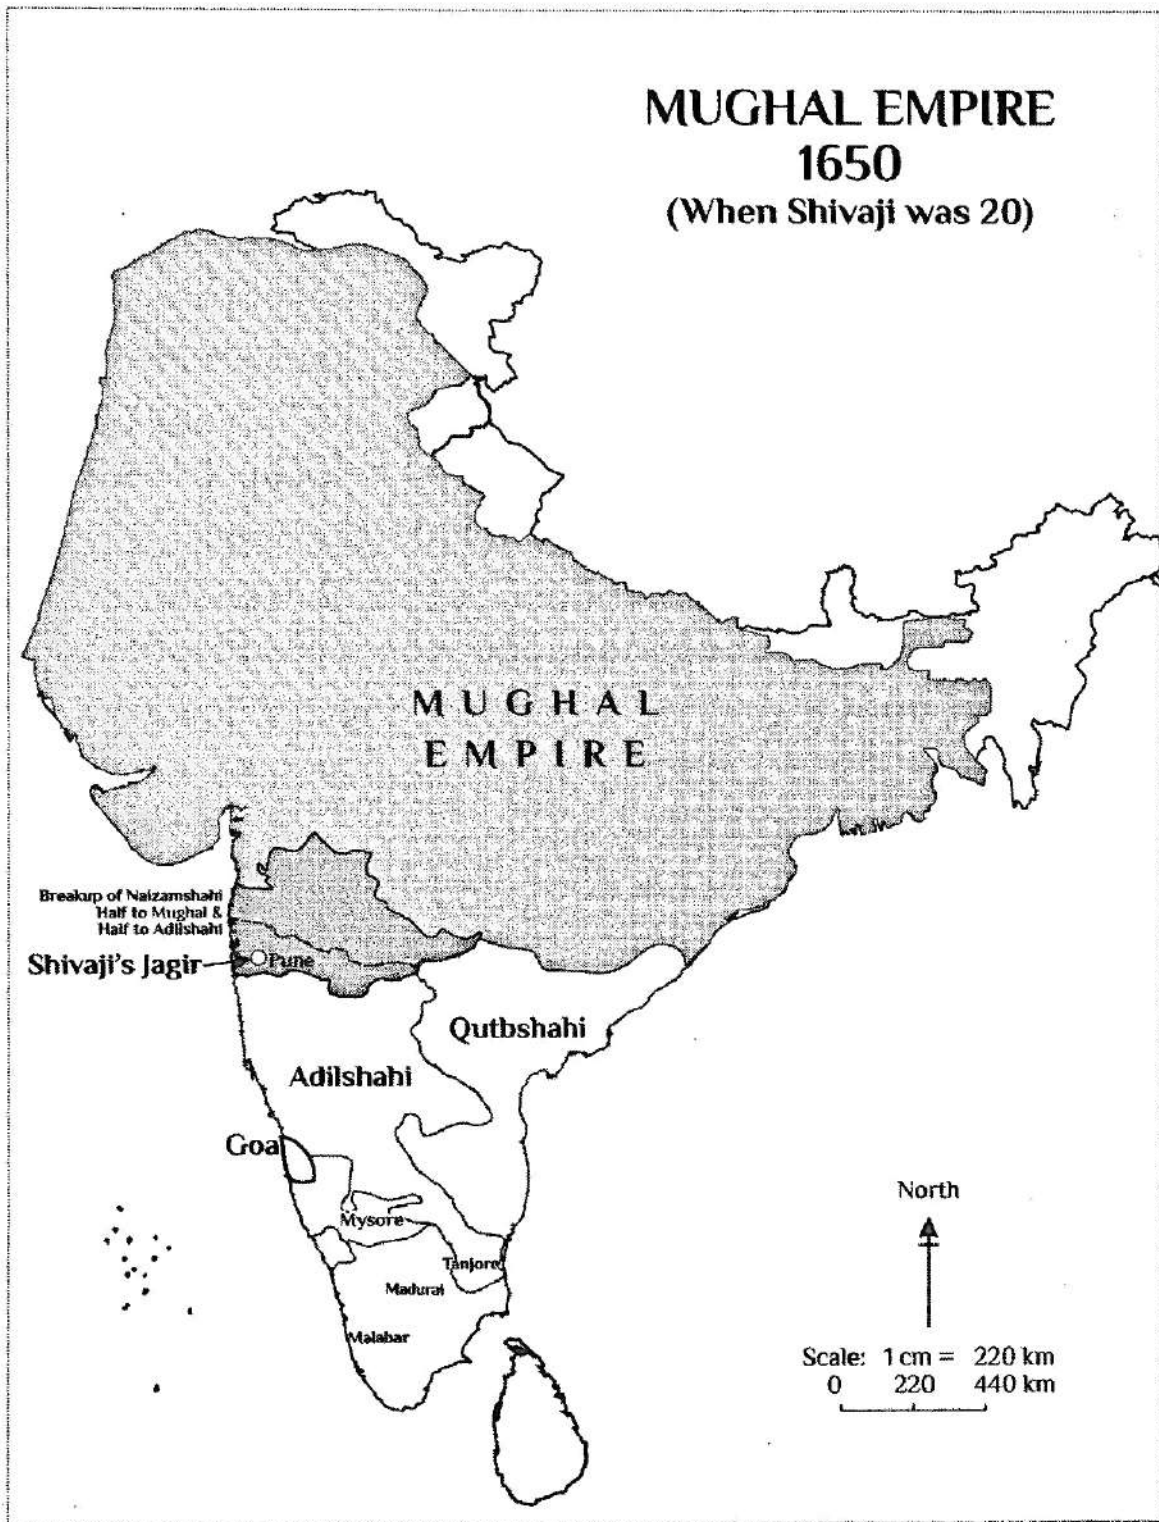 MUGHAL EMPIRE
1650
(When Shivaji was 20)
MUGHAL
EMPIRE
Breakup of Naizamshahi
Half to Mughal &
Half to Adilshahi
Shivaji's Jagir
Pune
Qutbshahi
Adilshahi
Goa
North
Mysore
Tanjore
Madurai
Malabar
Scale: 1 cm = 220 km
0 220 440 km